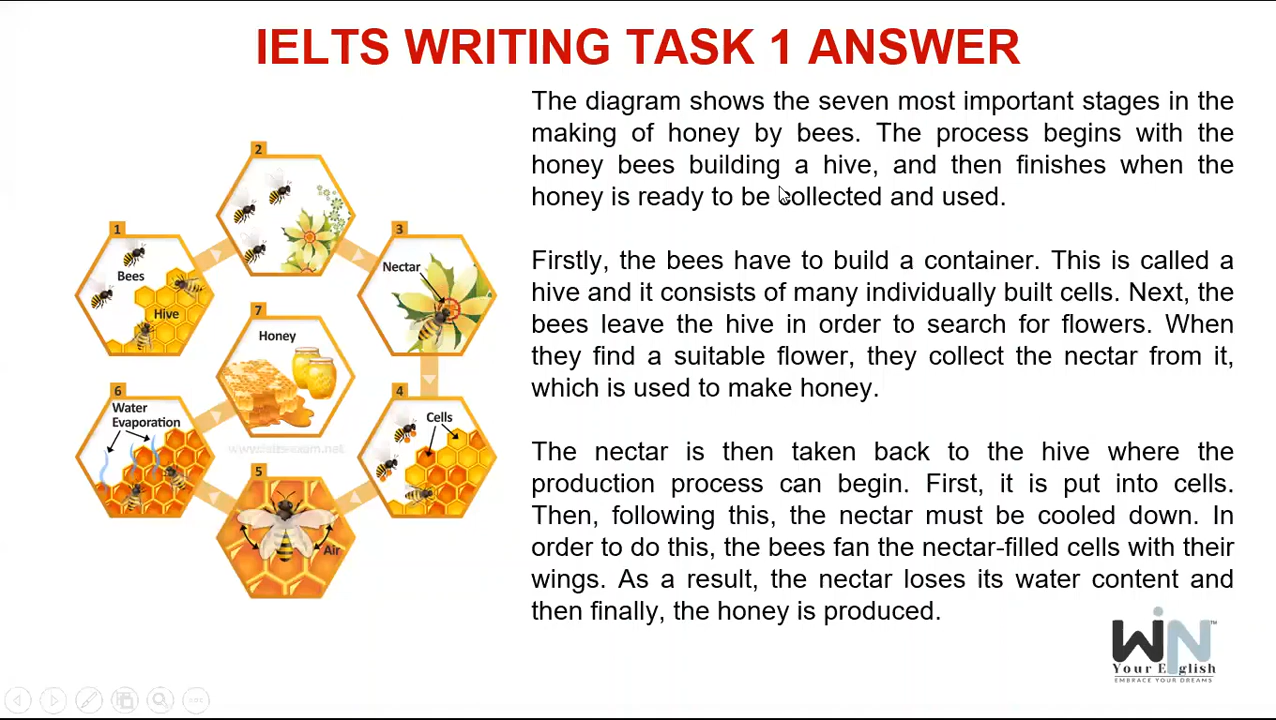 IELTS WRITING TASK 1 ANSWER
The diagram shows the seven most important stages in the
making of honey by bees. The process begins with the
honey bees building a hive, and then finishes when the
honey is ready to be collected and used.
Firstly, the bees have to build a container. This is called a
hive and it consists of many individually built cells. Next, the
bees leave the hive in order to search for flowers. When
they find a suitable flower, they collect the nectar from it,
which is used to make honey.
The nectar is then taken back to the hive where the
production process can begin. First, it is put into cells.
Then, following this, the nectar must be cooled down. In
order to do this, the bees fan the nectar-filled cells with their
wings. As a result, the nectar loses its water content and
then finally, the honey is produced.
1
Bees
Hive
2
3
Nectar
4
Cells
5
Air
6
Water
Evaporation
7
Honey
WiN
TM
Your English
EMBRACE YOUR DREAMS